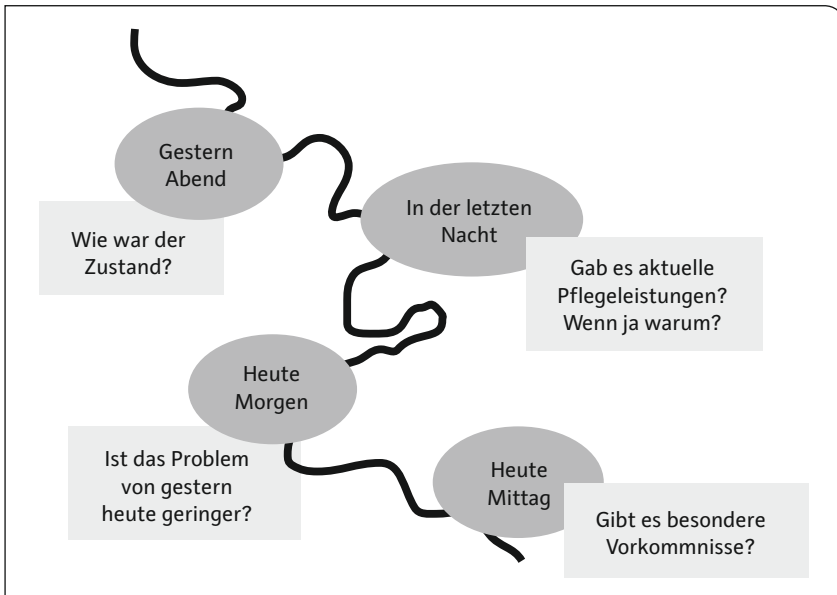 Gestern
Abend
Wie war der
Zustand?
In der letzten
Nacht
Gab es aktuelle
Pflegeleistungen?
Wenn ja warum?
Heute
Morgen
Ist das Problem
von gestern
heute geringer?
Heute
Mittag
Gibt es besondere
Vorkommnisse?